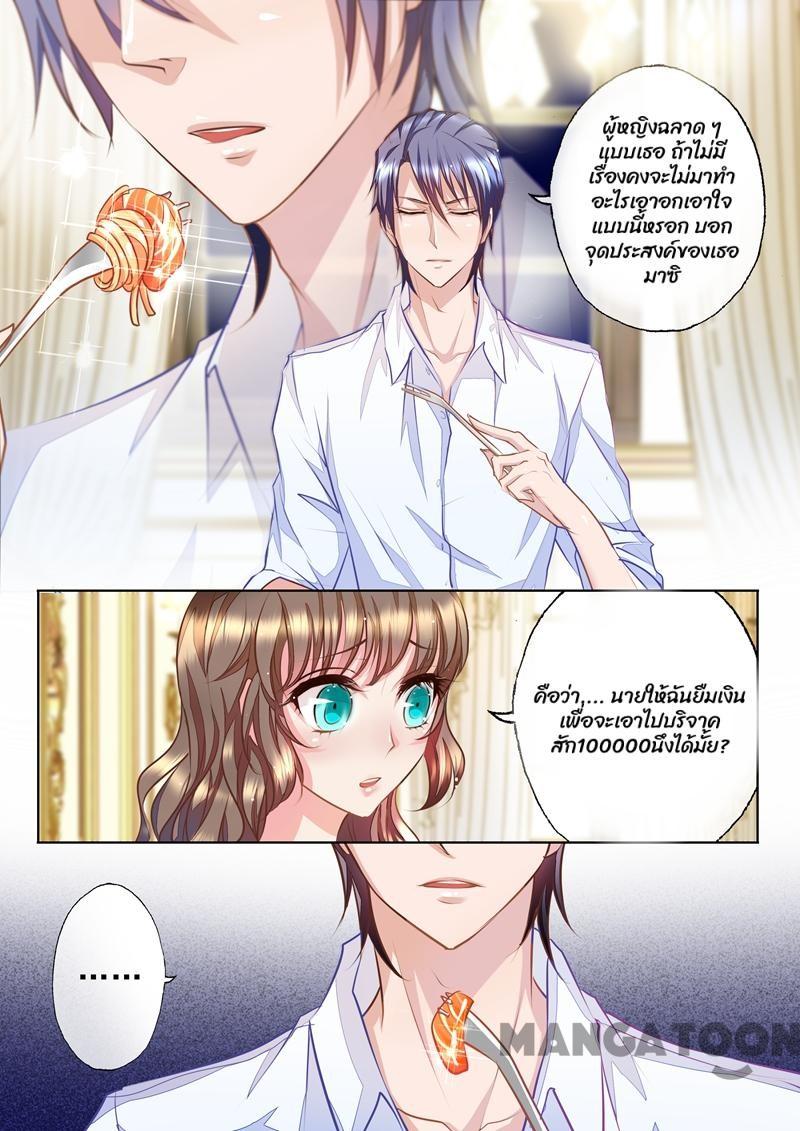 ผู้หญิงฉลาด ๆ
แบบเธอ ถ้าไม่มี
เรื่องคงจะไม่มาทำ
อะไรเอาอกเอาใจ
แบบนี้หรอก บอก
จุดประสงค์ของเธอ
มาซิ
คือว่า,... นายให้ฉันยืมเงิน
เพื่อจะเอาไปบริจาค
สัก100000นึงได้มั้ย?
......
MANGATOON